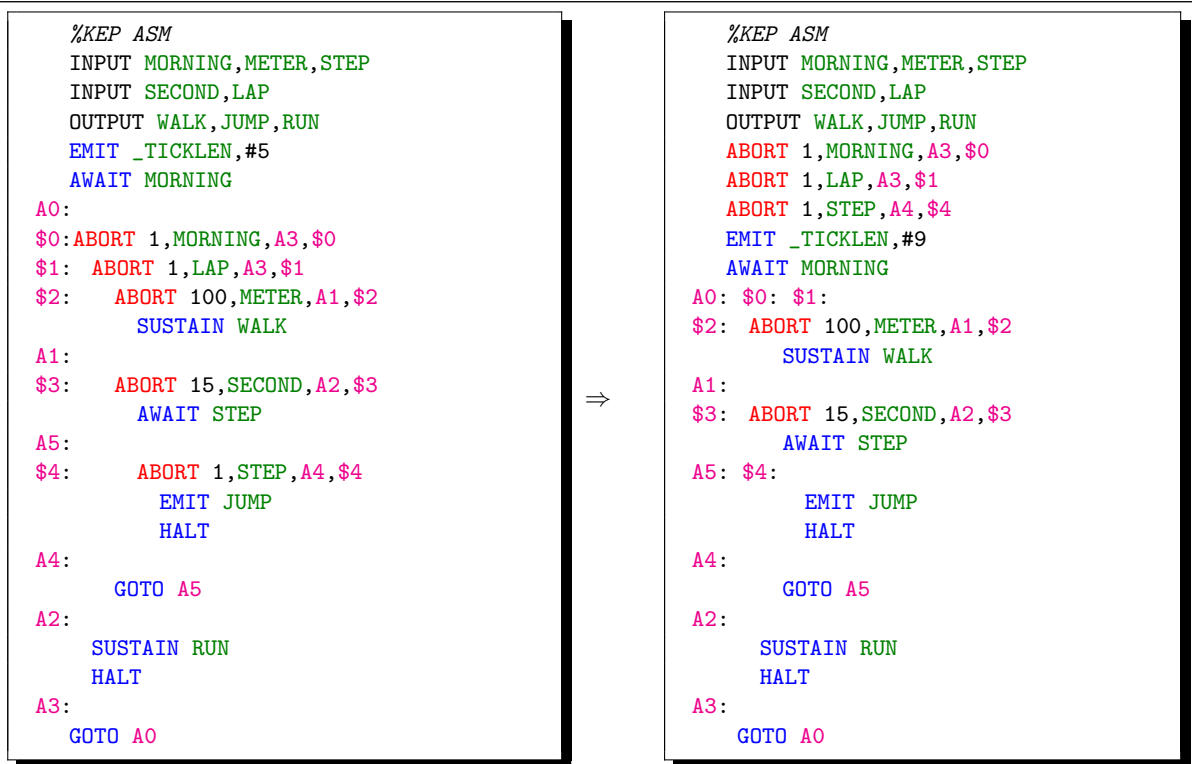 %KEP ASM
INPUT MORNING,METER,STEP
INPUT SECOND,LAP
OUTPUT WALK,JUMP,RUN
EMIT _TICKLEN,#5
AWAIT MORNING
A0:
$0:ABORT 1,MORNING,A3,$0
$1: ABORT 1,LAP,A3,$1
$2: ABORT 100,METER,A1,$2
SUSTAIN WALK
A1:
$3: ABORT 15,SECOND,A2,$3
AWAIT STEP
A5:
$4: ABORT 1,STEP,A4,$4
EMIT JUMP
HALT
A4:
GOTO A5
A2:
SUSTAIN RUN
HALT
A3:
GOTO A0
⇒
%KEP ASM
INPUT MORNING,METER,STEP
INPUT SECOND,LAP
OUTPUT WALK,JUMP,RUN
ABORT 1,MORNING,A3,$0
ABORT 1,LAP,A3,$1
ABORT 1,STEP,A4,$4
EMIT _TICKLEN,#9
AWAIT MORNING
A0: $0: $1:
$2: ABORT 100,METER,A1,$2
SUSTAIN WALK
A1:
$3: ABORT 15,SECOND,A2,$3
AWAIT STEP
A5: $4:
EMIT JUMP
HALT
A4:
GOTO A5
A2:
SUSTAIN RUN
HALT
A3:
GOTO A0